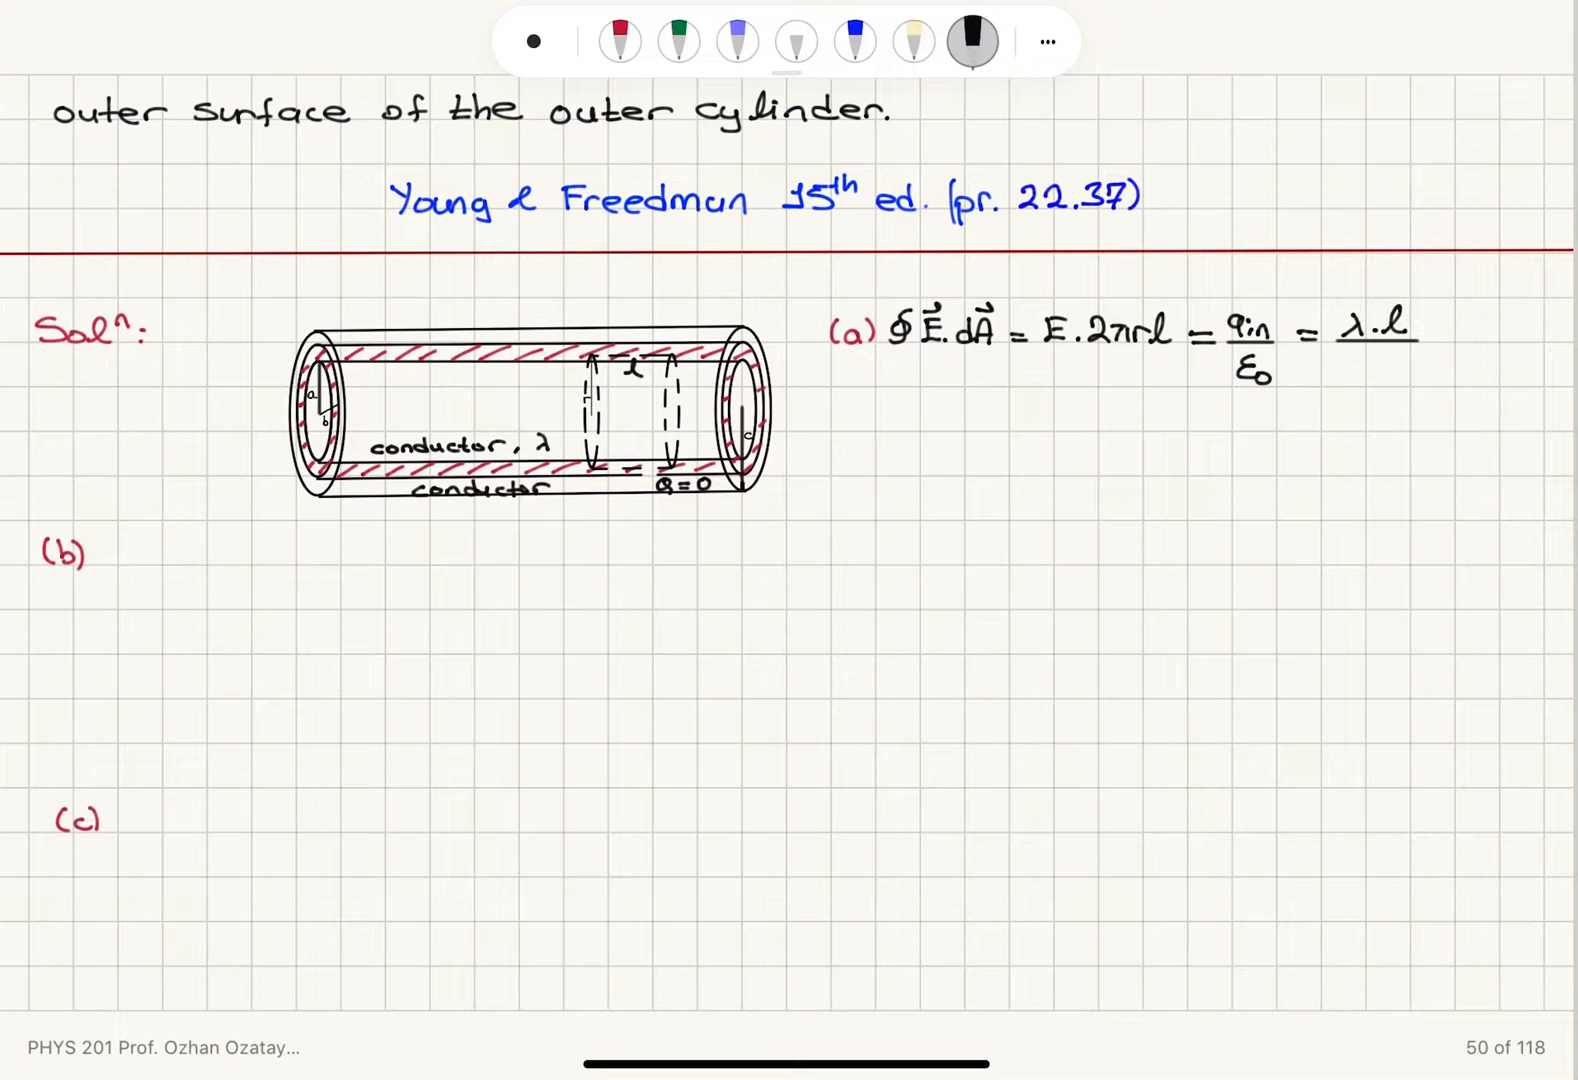 outer surface of the outer cylinder.
Young & Freedman 15th ed. (pr. 22.37)
Solⁿ:
(a) ∮ E⃗. dA⃗ = E. 2πrl = qin/ε0 = λ.l
l
a
r
b
c
conductor, λ
conductor
Q=0
(b)
(c)
PHYS 201 Prof. Ozhan Ozatay...
50 of 118